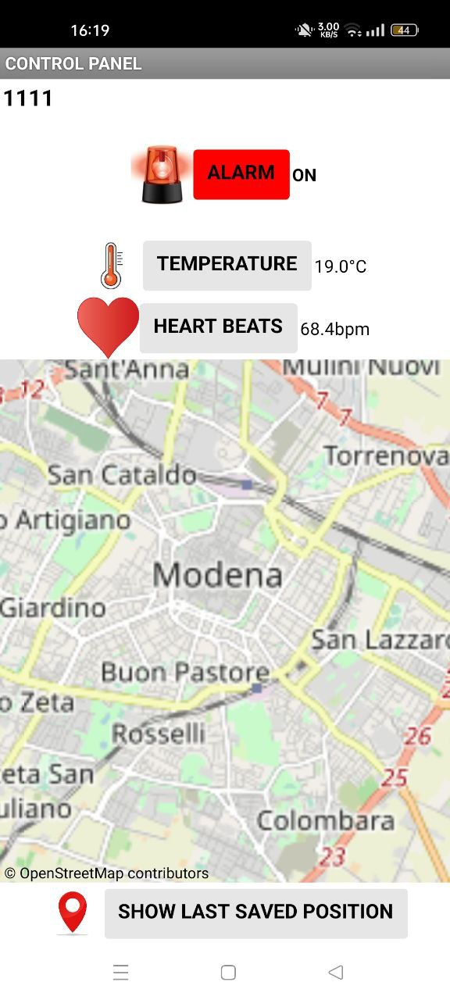 16:19 3.00 KB/S 44
CONTROL PANEL
1111
ALARM ON
TEMPERATURE 19.0°C
HEART BEATS 68.4bpm
Sant'Anna Mulini Nuovi
12 7
7
Torrenova
San Cataldo
o Artigiano
Modena
Giardino
San Lazzaro
Buon Pastore
o Zeta
Rosselli
26
eta San
25
uliano
Colombara
23
© OpenStreetMap contributors
SHOW LAST SAVED POSITION